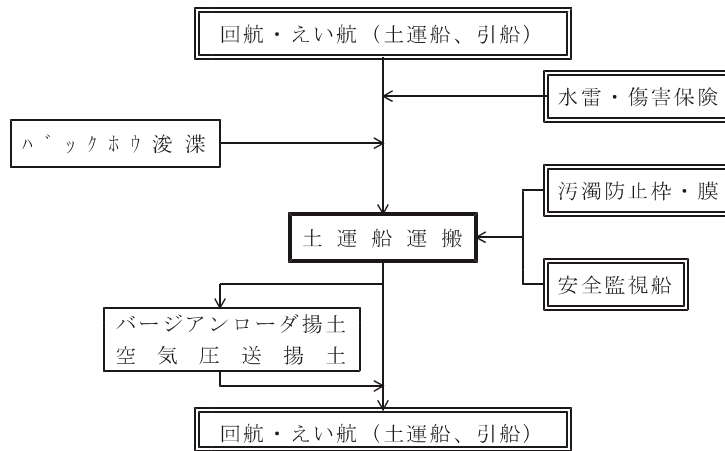 回航・えい航（土運船、引船）
水雷・傷害保険
ﾊﾞｯｸﾎｳ浚渫
汚濁防止枠・膜
土運船運搬
安全監視船
バージアンローダ揚土
空気圧送揚土
回航・えい航（土運船、引船）